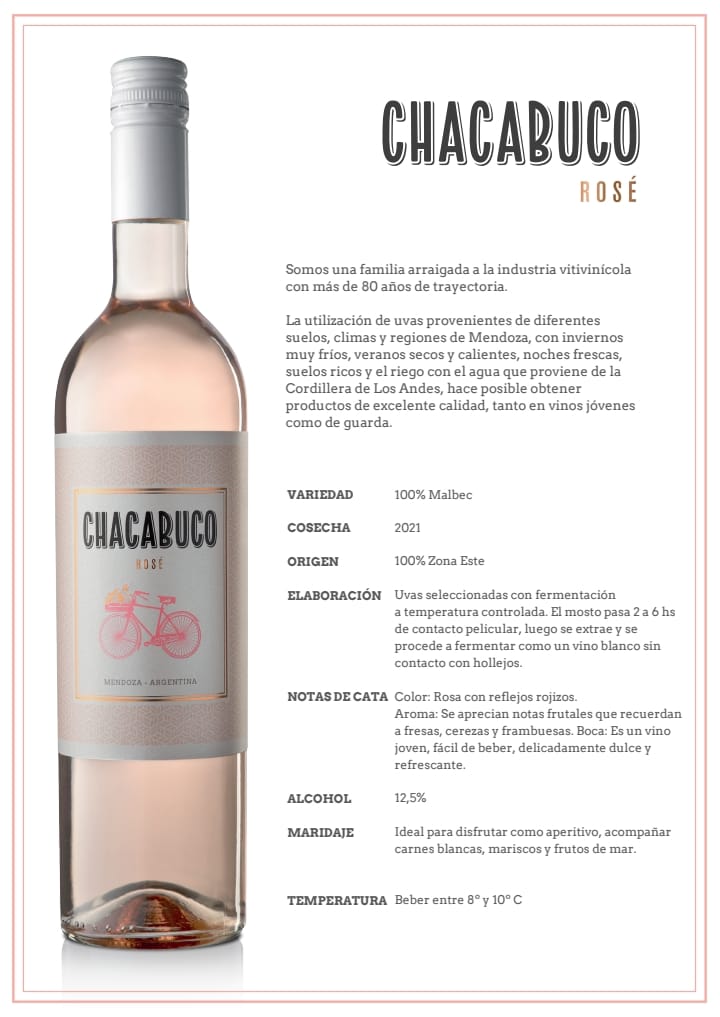 CHACABUCO
ROSÉ
Somos una familia arraigada a la industria vitivinícola
con más de 80 años de trayectoria.
La utilización de uvas provenientes de diferentes
suelos, climas y regiones de Mendoza, con inviernos
muy fríos, veranos secos y calientes, noches frescas,
suelos ricos y el riego con el agua que proviene de la
Cordillera de Los Andes, hace posible obtener
productos de excelente calidad, tanto en vinos jóvenes
como de guarda.
VARIEDAD 100% Malbec
COSECHA 2021
ORIGEN 100% Zona Este
ELABORACIÓN Uvas seleccionadas con fermentación
a temperatura controlada. El mosto pasa 2 a 6 hs
de contacto pelicular, luego se extrae y se
procede a fermentar como un vino blanco sin
contacto con hollejos.
NOTAS DE CATA Color: Rosa con reflejos rojizos.
Aroma: Se aprecian notas frutales que recuerdan
a fresas, cerezas y frambuesas. Boca: Es un vino
joven, fácil de beber, delicadamente dulce y
refrescante.
ALCOHOL 12,5%
MARIDAJE Ideal para disfrutar como aperitivo, acompañar
carnes blancas, mariscos y frutos de mar.
TEMPERATURA Beber entre 8º y 10º C
CHACABUCO
ROSÉ
MENDOZA - ARGENTINA